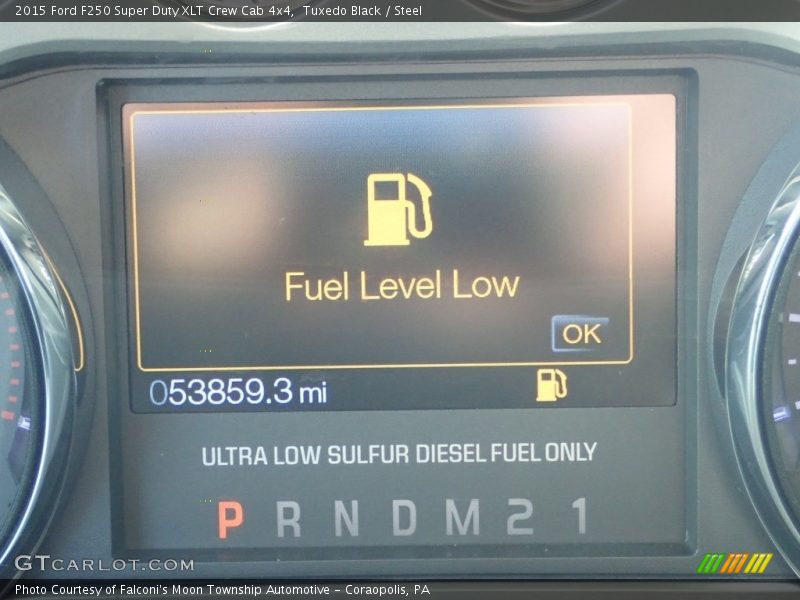 2015 Ford F250 Super Duty XLT Crew Cab 4x4, Tuxedo Black / Steel
Fuel Level Low
OK
053859.3 mi
ULTRA LOW SULFUR DIESEL FUEL ONLY
P R N D M 2 1
GTCARLOT.COM
Photo Courtesy of Falconi's Moon Township Automotive - Coraopolis, PA